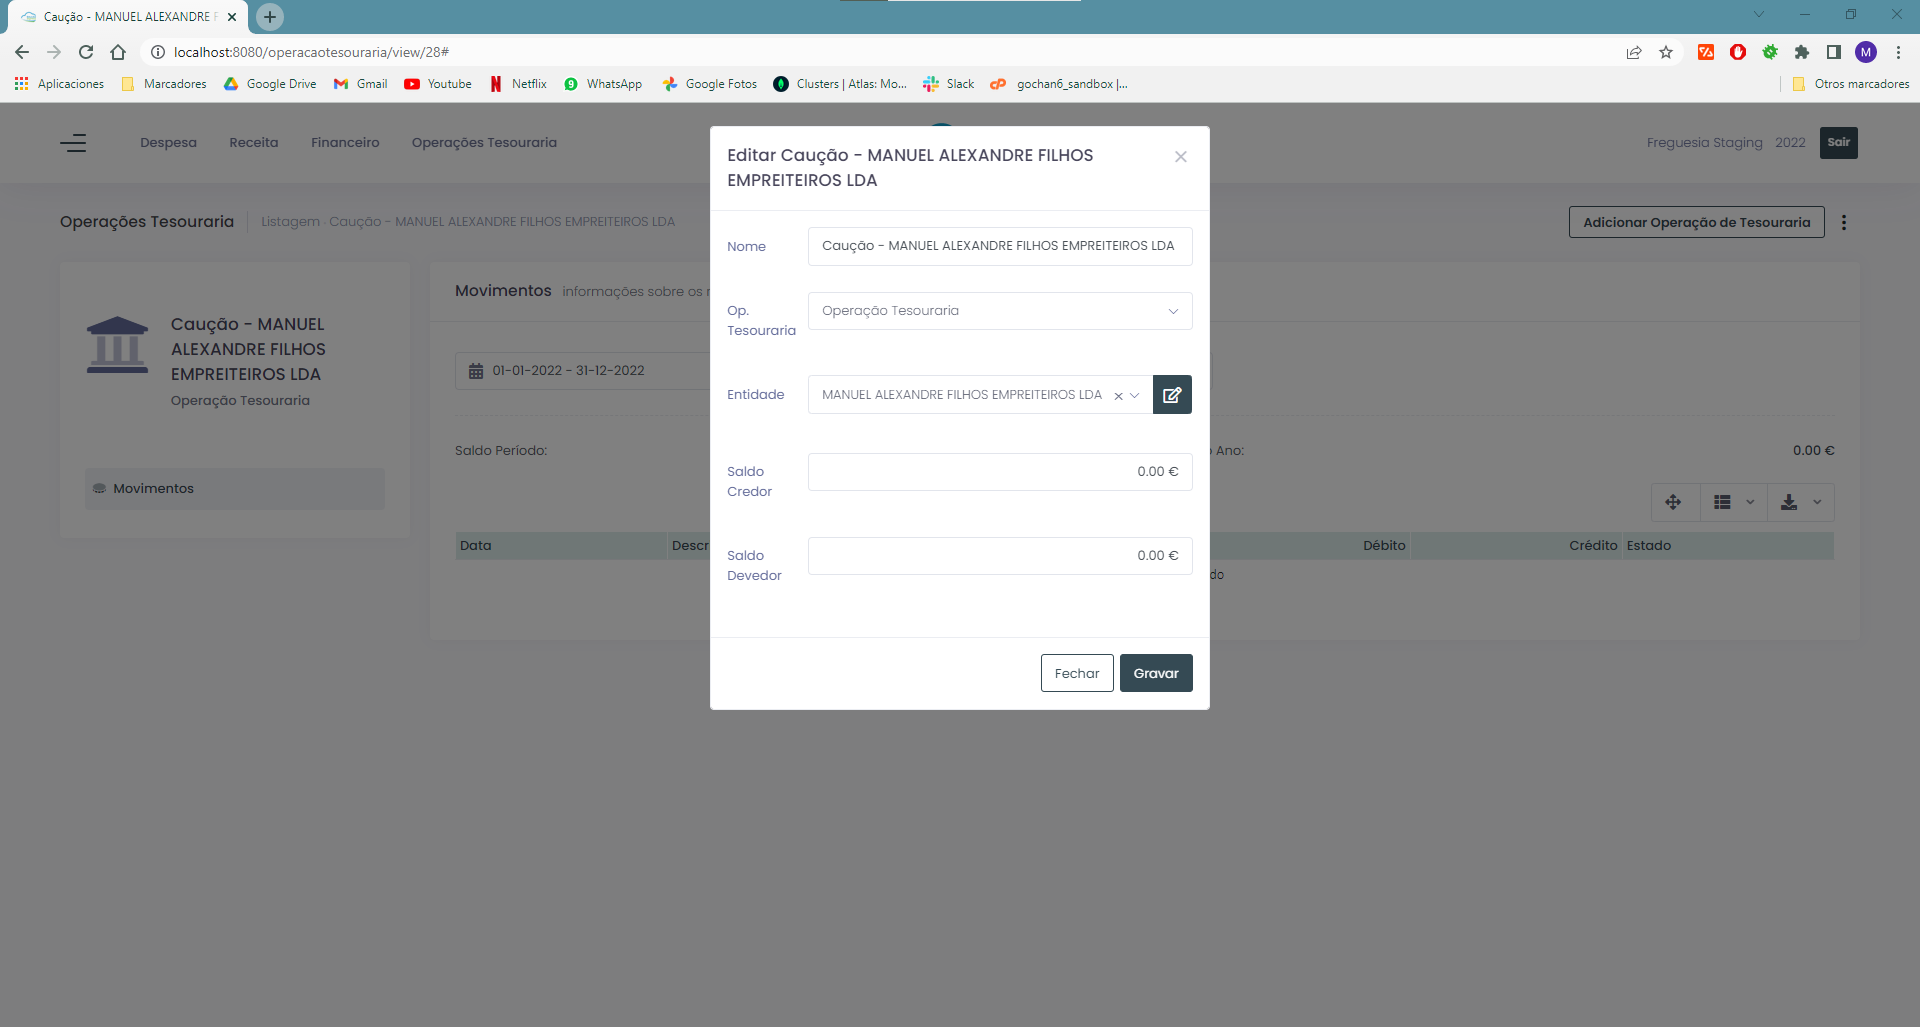 Caução - MANUEL ALEXANDRE F
localhost:8080/operacaotesouraria/view/28#
M
Aplicaciones
Marcadores
Google Drive
Gmail
Youtube
Netflix
9
WhatsApp
Google Fotos
Clusters | Atlas: Mo...
Slack
gochan6_sandbox |...
Otros marcadores
Despesa
Receita
Financeiro
Operações Tesouraria
Freguesia Staging
2022
Sair
Operações Tesouraria
Listagem · Caução - MANUEL ALEXANDRE FILHOS EMPREITEIROS LDA
Adicionar Operação de Tesouraria
Caução - MANUEL
ALEXANDRE FILHOS
EMPREITEIROS LDA
Operação Tesouraria
Movimentos
Movimentos
informações sobre os
01-01-2022 - 31-12-2022
Saldo Período:
Ano:
0.00 €
Data
Descr
Débito
Crédito
Estado
do
Editar Caução - MANUEL ALEXANDRE FILHOS
EMPREITEIROS LDA
Nome
Caução - MANUEL ALEXANDRE FILHOS EMPREITEIROS LDA
Op.
Tesouraria
Operação Tesouraria
Entidade
MANUEL ALEXANDRE FILHOS EMPREITEIROS LDA
Saldo
Credor
0.00 €
Saldo
Devedor
0.00 €
Fechar
Gravar